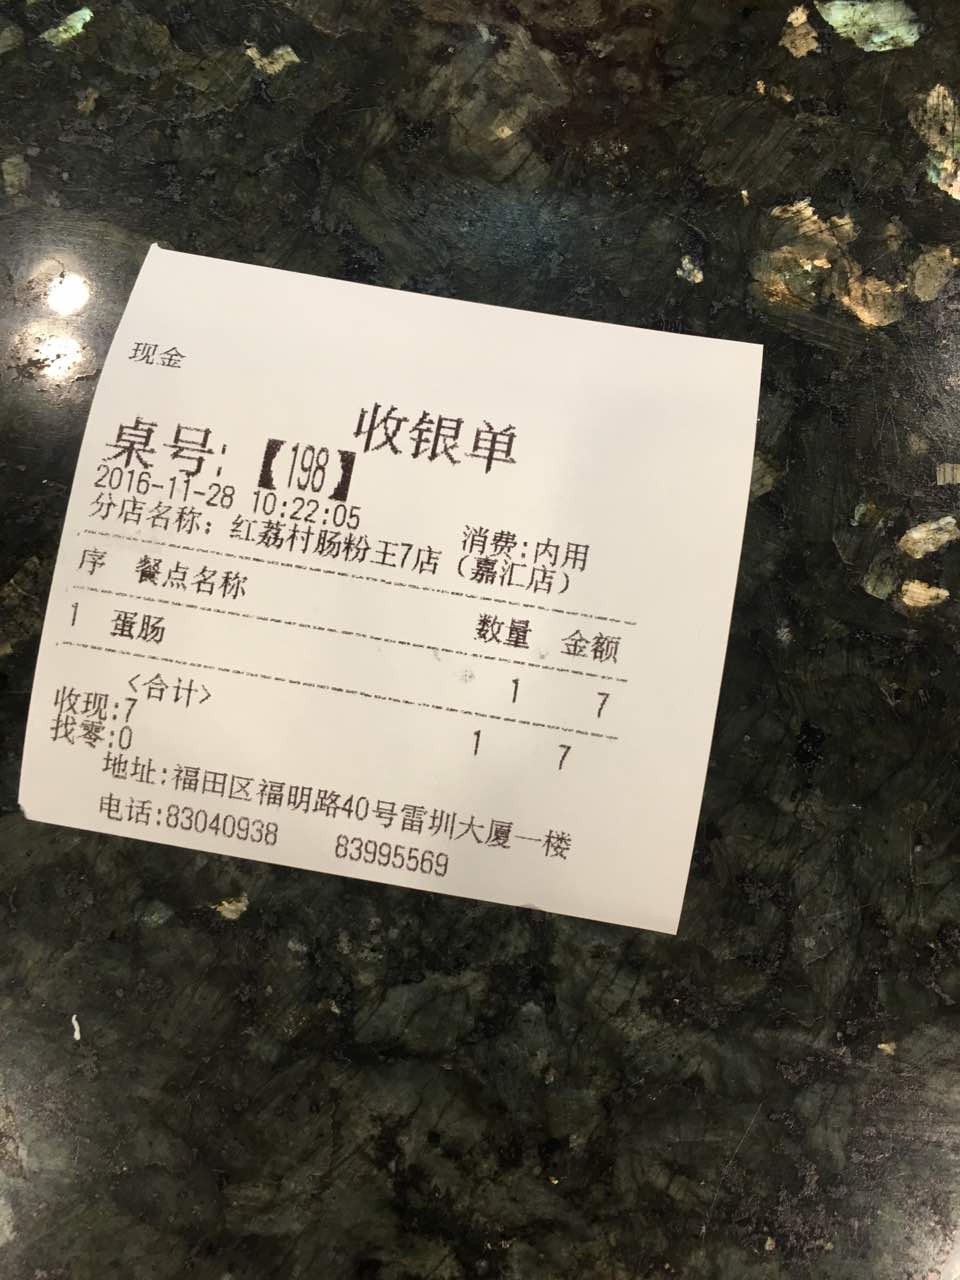 现金
收银单
桌号:【198】
2016-11-28 10:22:05 消费:内用
分店名称: 红荔村肠粉王7店（嘉汇店）
序 餐点名称 数量 金额
1 蛋肠 1 7
<合计> 1 7
收现:7
找零:0
地址:福田区福明路40号雷圳大厦一楼
电话:83040938 83995569